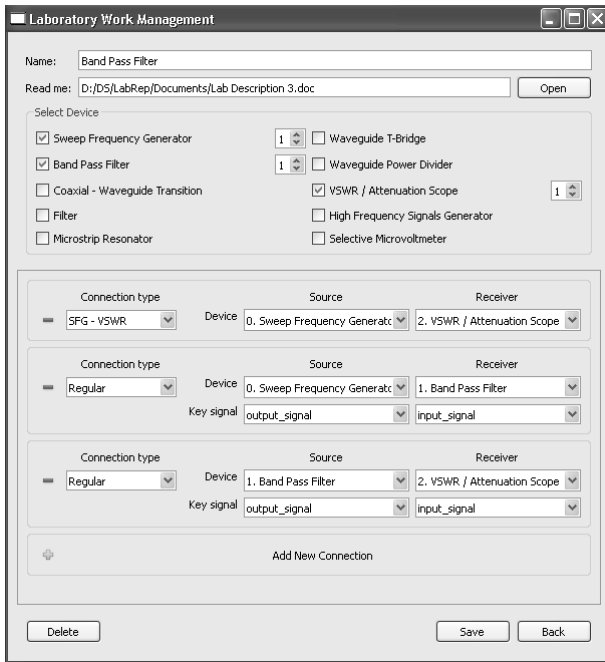 Laboratory Work Management
Name: Band Pass Filter
Read me: D:/DS/LabRep/Documents/Lab Description 3.doc Open
Select Device
Sweep Frequency Generator 1 Waveguide T-Bridge
Band Pass Filter 1 Waveguide Power Divider
Coaxial - Waveguide Transition VSWR / Attenuation Scope 1
Filter High Frequency Signals Generator
Microstrip Resonator Selective Microvoltmeter
Connection type Source Receiver
SFG - VSWR Device 0. Sweep Frequency Generatc 2. VSWR / Attenuation Scope
Connection type Source Receiver
Regular Device 0. Sweep Frequency Generatc 1. Band Pass Filter
Key signal output_signal input_signal
Connection type Source Receiver
Regular Device 1. Band Pass Filter 2. VSWR / Attenuation Scope
Key signal output_signal input_signal
Add New Connection
Delete Save Back